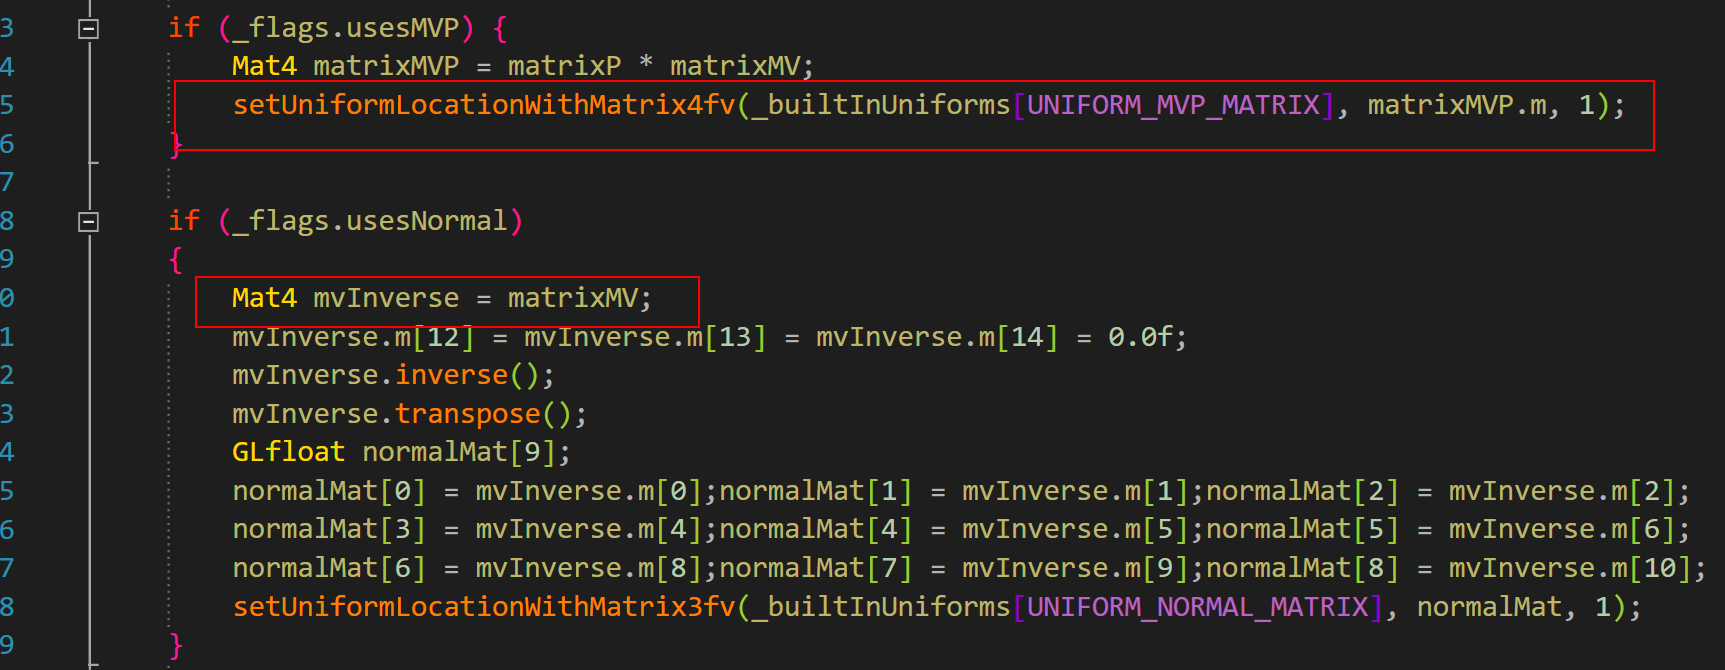 3 if (_flags.usesMVP) {
4 Mat4 matrixMVP = matrixP * matrixMV;
5 setUniformLocationWithMatrix4fv(_builtInUniforms[UNIFORM_MVP_MATRIX], matrixMVP.m, 1);
6 }
7
8 if (_flags.usesNormal)
9 {
0 Mat4 mvInverse = matrixMV;
1 mvInverse.m[12] = mvInverse.m[13] = mvInverse.m[14] = 0.0f;
2 mvInverse.inverse();
3 mvInverse.transpose();
4 GLfloat normalMat[9];
5 normalMat[0] = mvInverse.m[0];normalMat[1] = mvInverse.m[1];normalMat[2] = mvInverse.m[2];
6 normalMat[3] = mvInverse.m[4];normalMat[4] = mvInverse.m[5];normalMat[5] = mvInverse.m[6];
7 normalMat[6] = mvInverse.m[8];normalMat[7] = mvInverse.m[9];normalMat[8] = mvInverse.m[10];
8 setUniformLocationWithMatrix3fv(_builtInUniforms[UNIFORM_NORMAL_MATRIX], normalMat, 1);
9 }